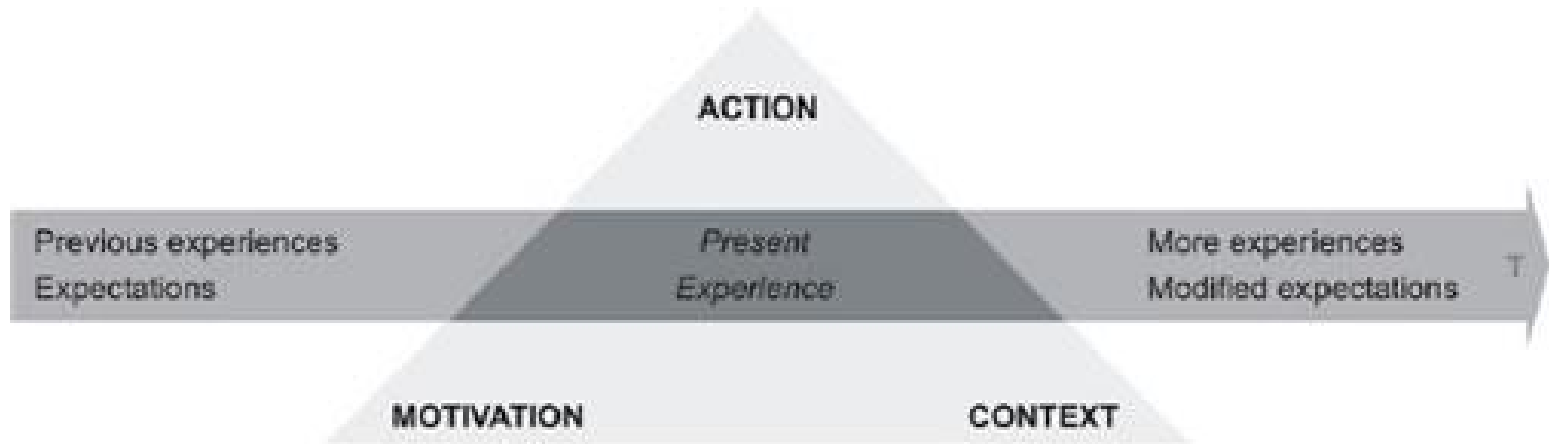 ACTION
Previous experiences
Expectations
Present
Experience
More experiences
Modified expectations
T
MOTIVATION
CONTEXT